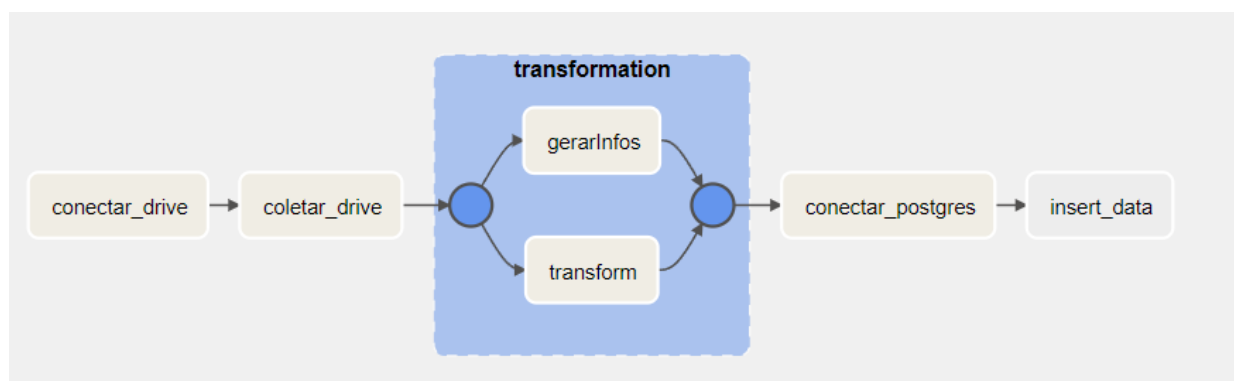 transformation
gerarInfos
conectar_drive
coletar_drive
conectar_postgres
insert_data
transform